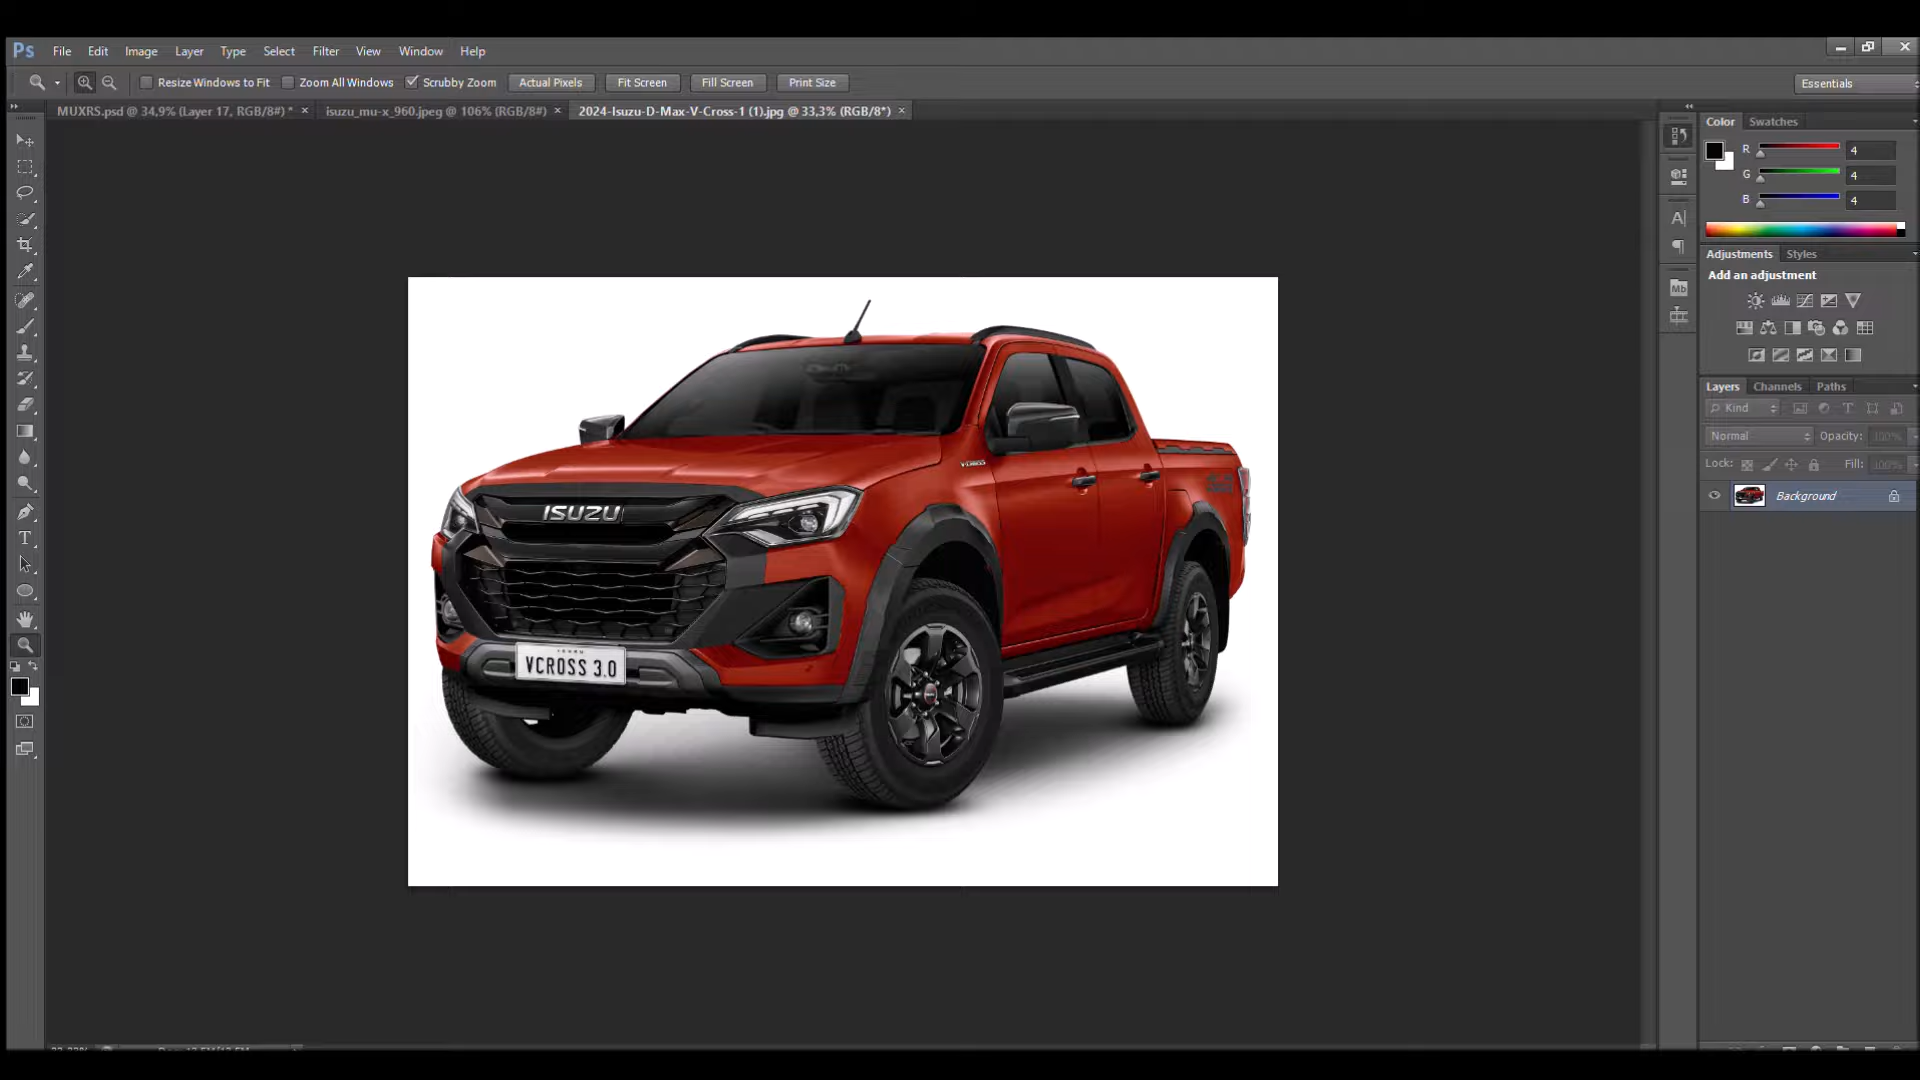 Ps File Edit Image Layer Type Select Filter View Window Help
Resize Windows to Fit Zoom All Windows Scrubby Zoom Actual Pixels Fit Screen Fill Screen Print Size Essentials
MUXRS.psd @ 34,9% (Layer 17, RGB/8#) * × isuzu_mu-x_960.jpeg @ 106% (RGB/8#) × 2024-Isuzu-D-Max-V-Cross-1 (1).jpg @ 33,3% (RGB/8*) ×
Color Swatches
R 4
G 4
B 4
Adjustments Styles
Add an adjustment
Mb
Layers Channels Paths
Kind
Normal Opacity: 100%
Lock: Fill: 100%
Background
ISUZU
ISUZU
VCROSS 3.0